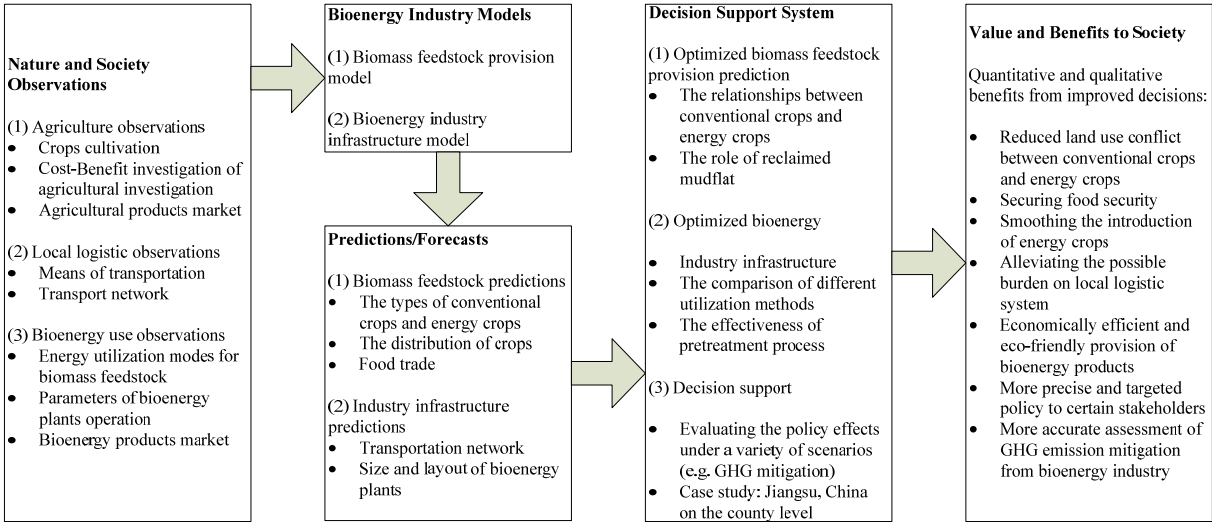 Nature and Society
Observations
(1) Agriculture observations
● Crops cultivation
● Cost-Benefit investigation of
agricultural investigation
● Agricultural products market
(2) Local logistic observations
● Means of transportation
● Transport network
(3) Bioenergy use observations
● Energy utilization modes for
biomass feedstock
● Parameters of bioenergy
plants operation
● Bioenergy products market
Bioenergy Industry Models
(1) Biomass feedstock provision
model
(2) Bioenergy industry
infrastructure model
Predictions/Forecasts
(1) Biomass feedstock predictions
● The types of conventional
crops and energy crops
● The distribution of crops
● Food trade
(2) Industry infrastructure
predictions
● Transportation network
● Size and layout of bioenergy
plants
Decision Support System
(1) Optimized biomass feedstock
provision prediction
● The relationships between
conventional crops and
energy crops
● The role of reclaimed
mudflat
(2) Optimized bioenergy
● Industry infrastructure
● The comparison of different
utilization methods
● The effectiveness of
pretreatment process
(3) Decision support
● Evaluating the policy effects
under a variety of scenarios
(e.g. GHG mitigation)
● Case study: Jiangsu, China
on the county level
Value and Benefits to Society
Quantitative and qualitative
benefits from improved decisions:
● Reduced land use conflict
between conventional crops
and energy crops
● Securing food security
● Smoothing the introduction
of energy crops
● Alleviating the possible
burden on local logistic
system
● Economically efficient and
eco-friendly provision of
bioenergy products
● More precise and targeted
policy to certain stakeholders
● More accurate assessment of
GHG emission mitigation
from bioenergy industry